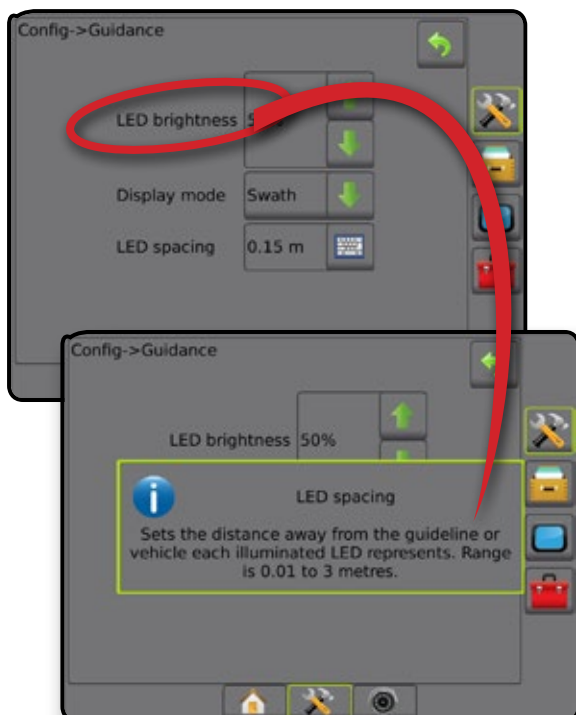 Config->Guidance
LED brightness
Display mode Swath
LED spacing 0.15 m
Config->Guidance
LED brightness 50%
LED spacing
Sets the distance away from the guideline or
vehicle each illuminated LED represents. Range
is 0.01 to 3 metres.